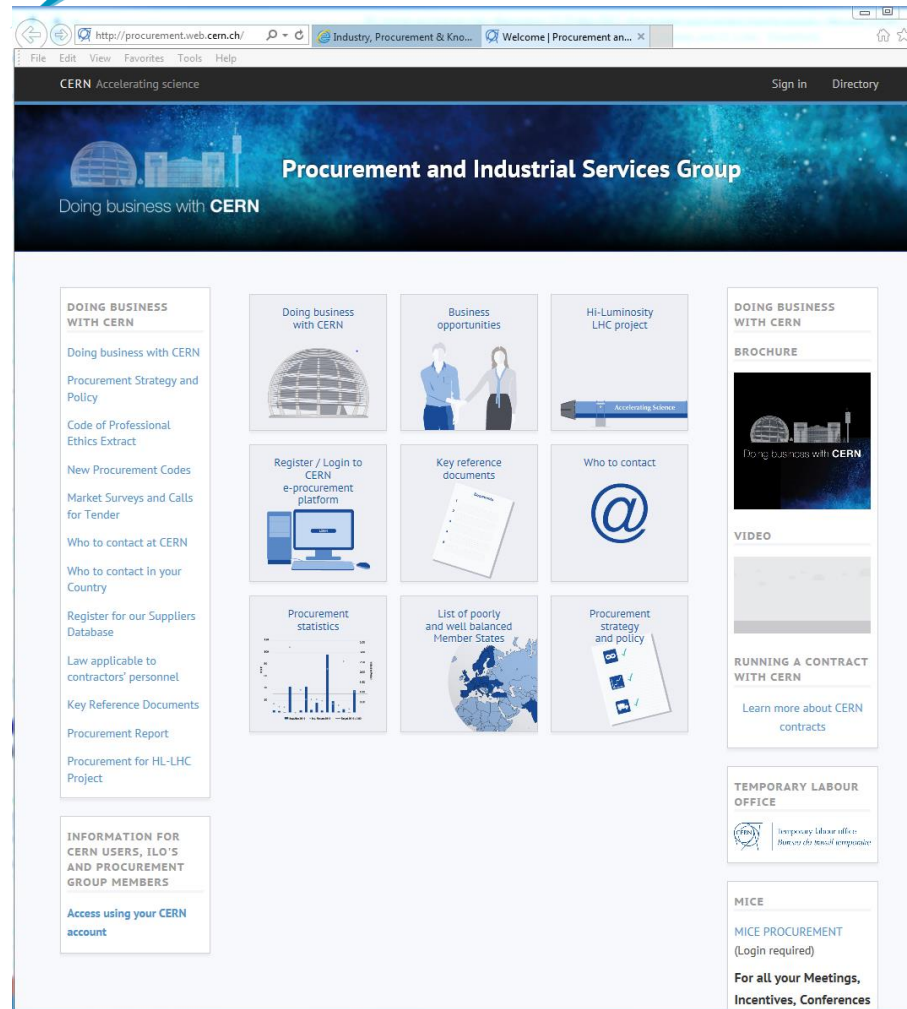 http://procurement.web.cern.ch/
Industry, Procurement & Kno...
Welcome | Procurement an...
File Edit View Favorites Tools Help
CERN Accelerating science
Sign in Directory
Procurement and Industrial Services Group
Doing business with CERN
DOING BUSINESS
WITH CERN
Doing business with CERN
Procurement Strategy and
Policy
Code of Professional
Ethics Extract
New Procurement Codes
Market Surveys and Calls
for Tender
Who to contact at CERN
Who to contact in your
Country
Register for our Suppliers
Database
Law applicable to
contractors' personnel
Key Reference Documents
Procurement Report
Procurement for HL-LHC
Project
INFORMATION FOR
CERN USERS, ILO'S
AND PROCUREMENT
GROUP MEMBERS
Access using your CERN
account
Doing business
with CERN
Business
opportunities
Hi-Luminosity
LHC project
Accelerating Science
Register / Login to
CERN
e-procurement
platform
Key reference
documents
Who to contact
@
Procurement
statistics
List of poorly
and well balanced
Member States
Procurement
strategy
and policy
DOING BUSINESS
WITH CERN
BROCHURE
Doing business with CERN
VIDEO
RUNNING A CONTRACT
WITH CERN
Learn more about CERN
contracts
TEMPORARY LABOUR
OFFICE
CERN
Temporary labour office
Bureau du travail temporaire
MICE
MICE PROCUREMENT
(Login required)
For all your Meetings,
Incentives, Conferences